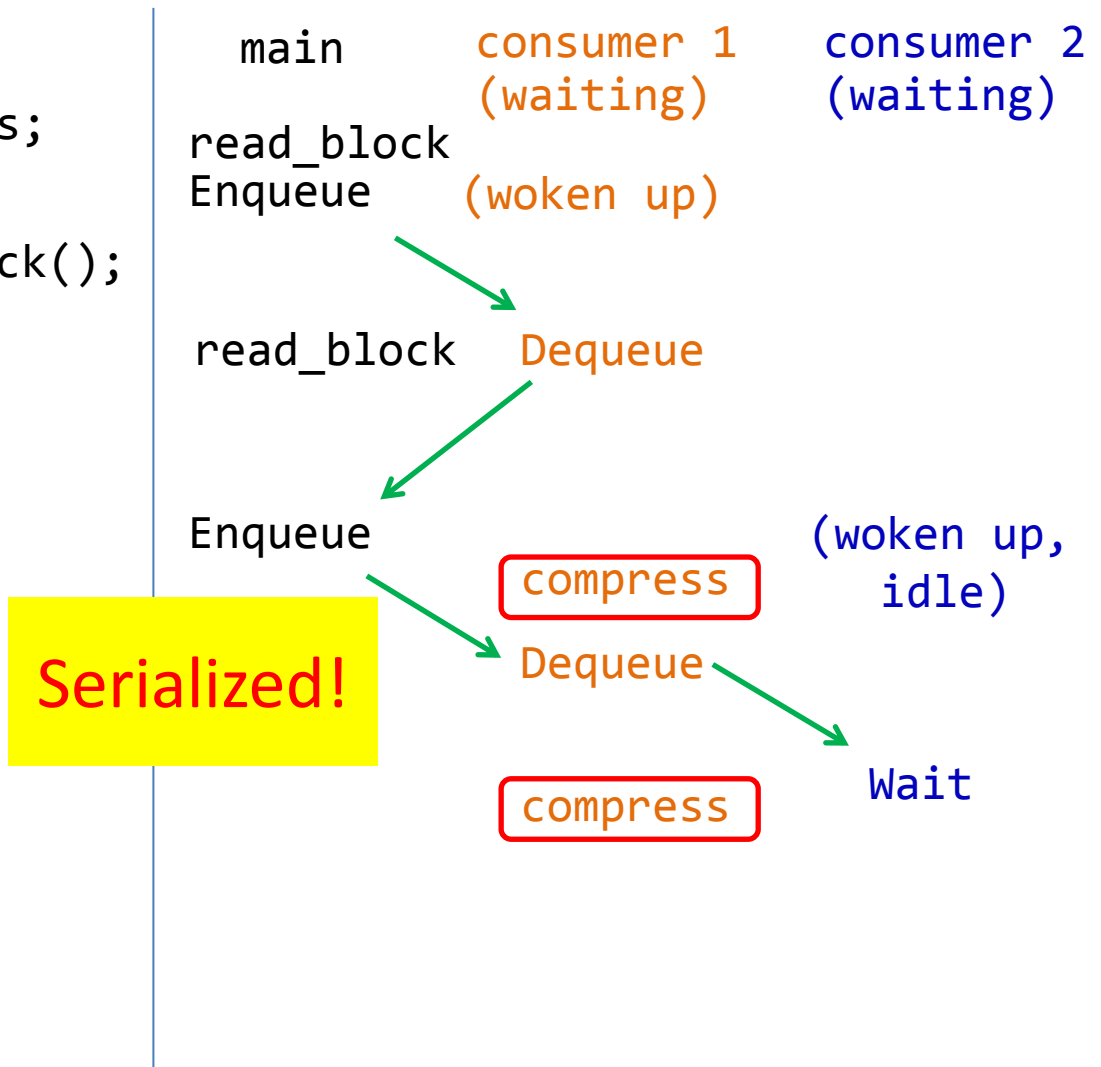 main consumer 1 consumer 2
(waiting) (waiting)
s;
read_block
Enqueue (woken up)
ck();
read_block Dequeue
Enqueue (woken up,
compress idle)
Serialized! Dequeue
Wait
compress